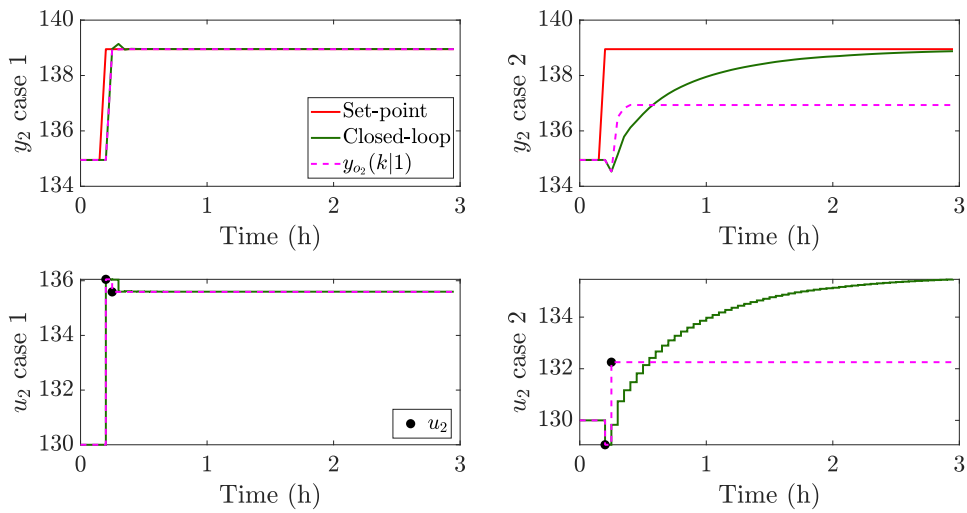 140
138
136
134
y₂ case 1
0
1
2
3
Time (h)
Set-point
Closed-loop
y_{o₂}(k|1)
140
138
136
134
y₂ case 2
0
1
2
3
Time (h)
136
134
132
130
u₂ case 1
0
1
2
3
Time (h)
u₂
134
132
130
u₂ case 2
0
1
2
3
Time (h)